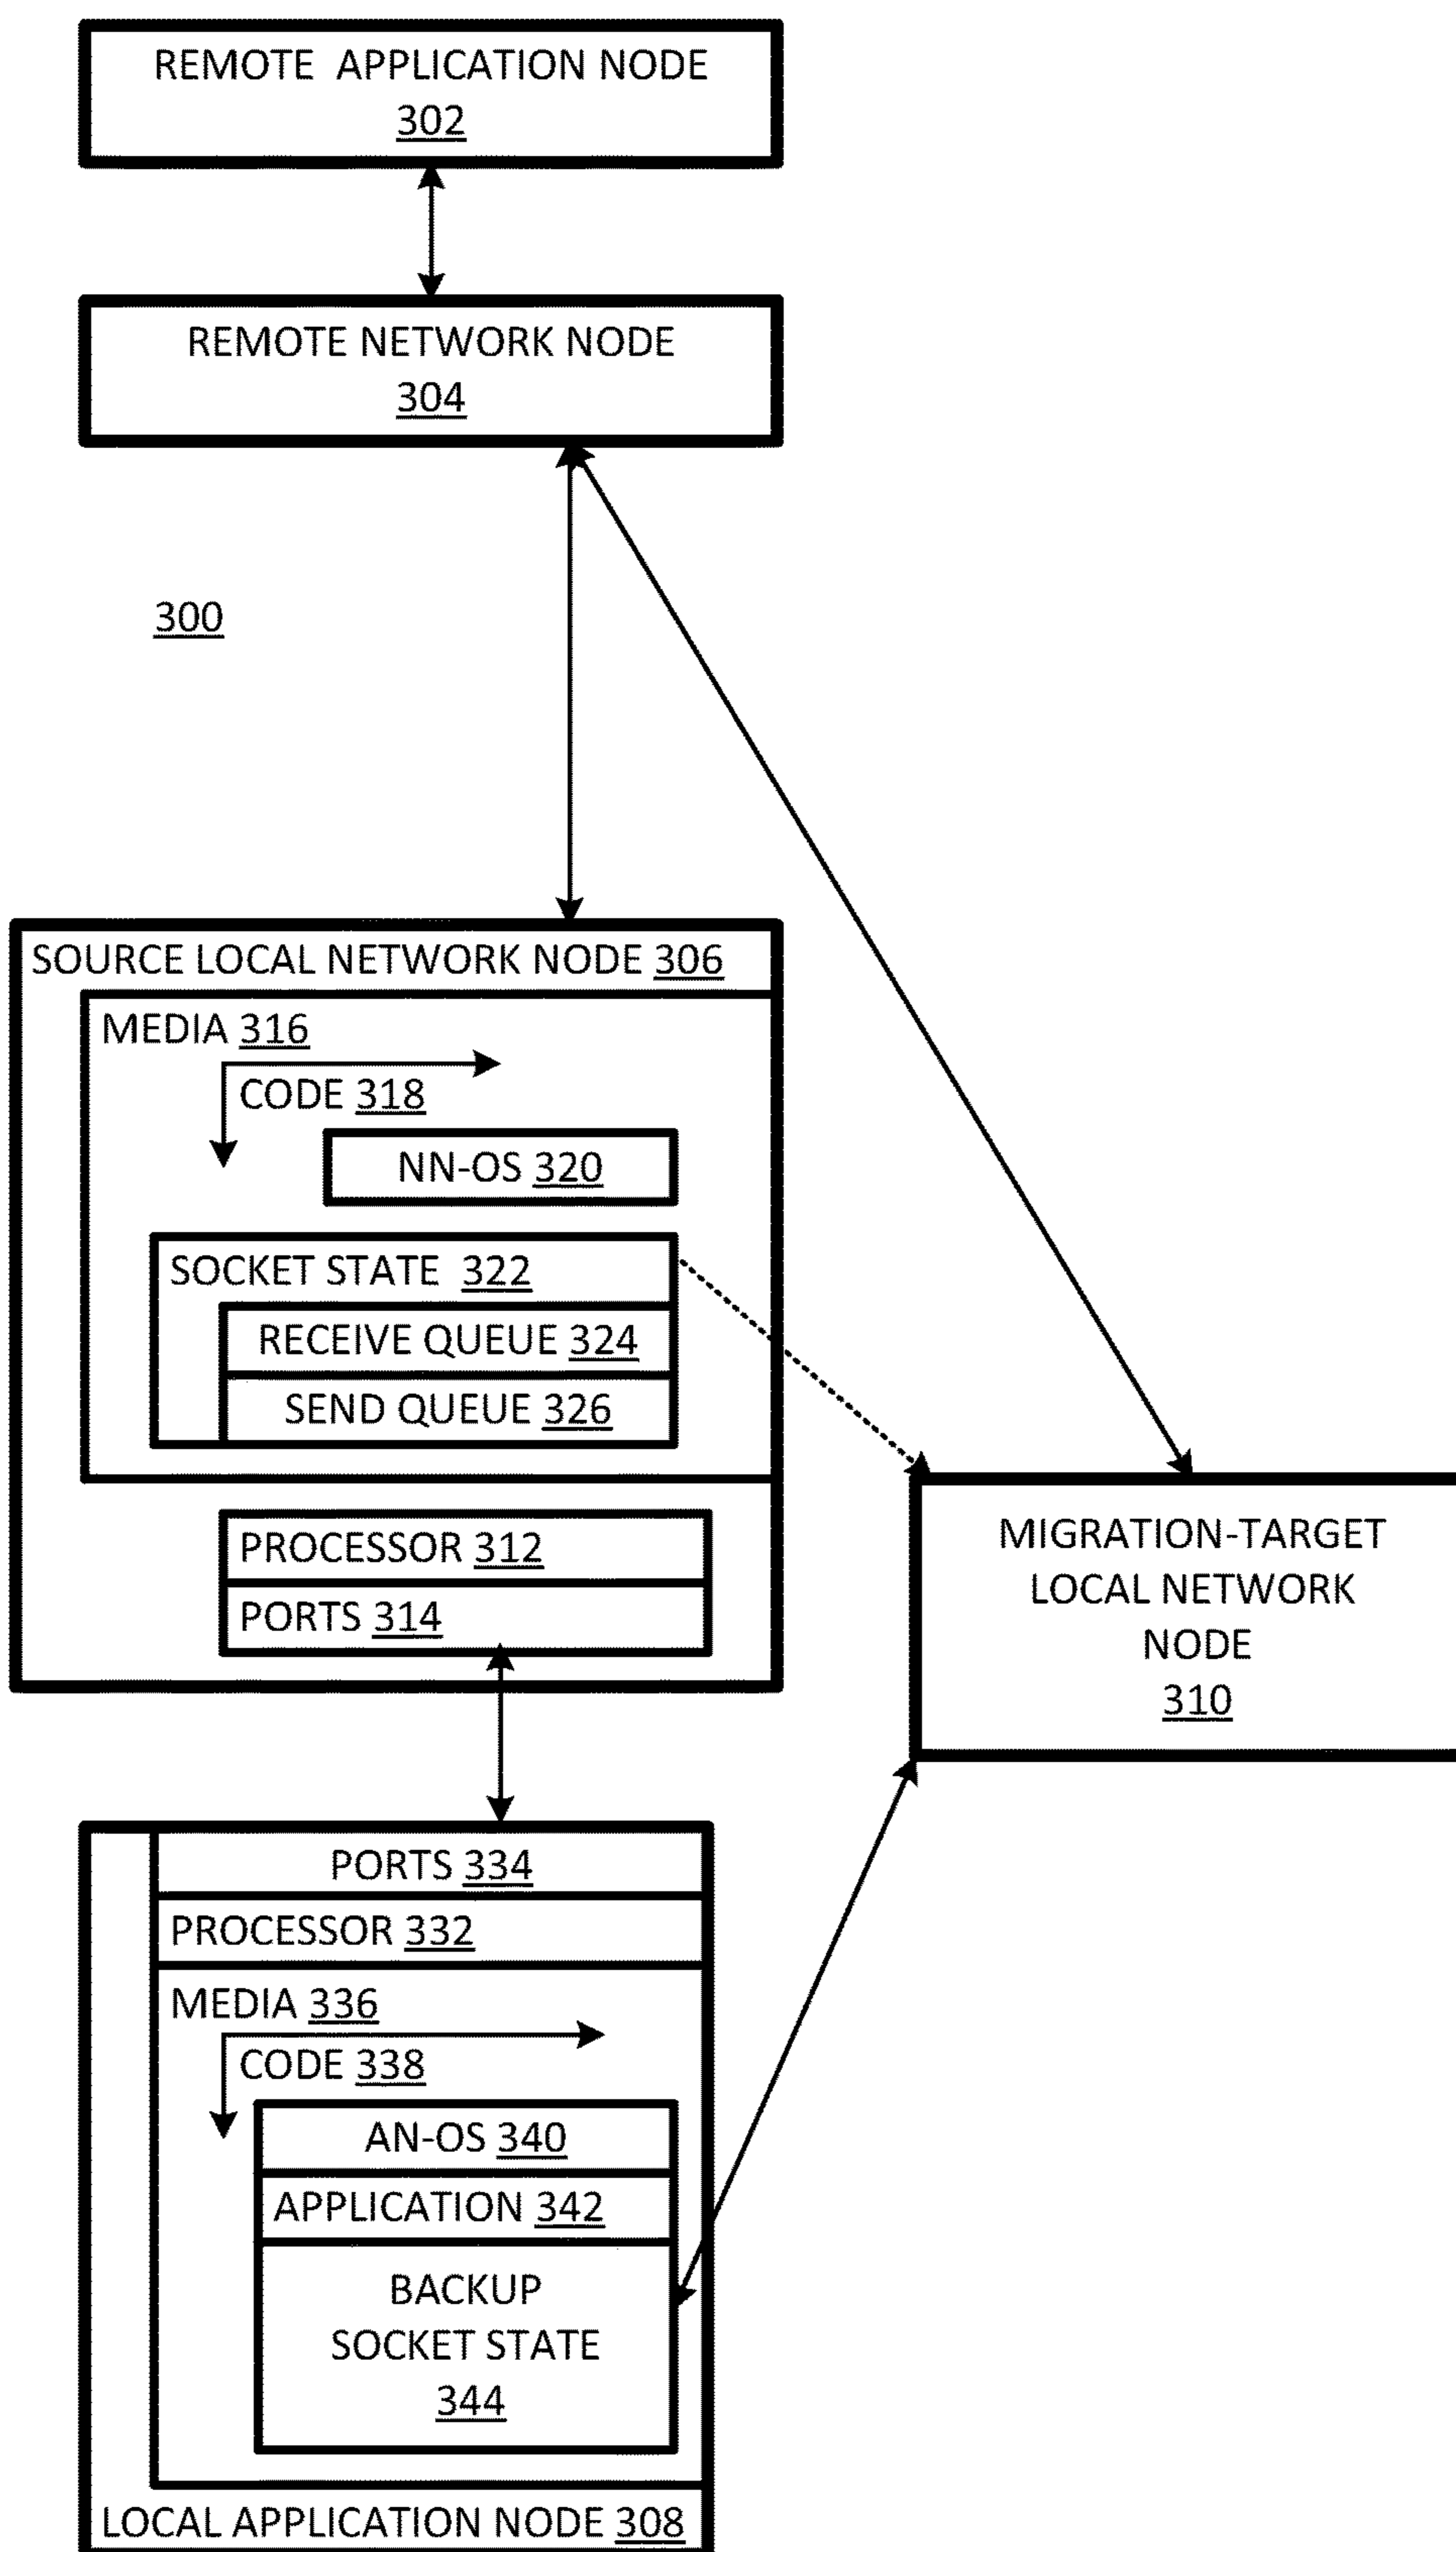 REMOTE APPLICATION NODE
302
REMOTE NETWORK NODE
304
300
SOURCE LOCAL NETWORK NODE 306
MEDIA 316
CODE 318
NN-OS 320
SOCKET STATE 322
RECEIVE QUEUE 324
SEND QUEUE 326
PROCESSOR 312
PORTS 314
MIGRATION-TARGET
LOCAL NETWORK
NODE
310
PORTS 334
PROCESSOR 332
MEDIA 336
CODE 338
AN-OS 340
APPLICATION 342
BACKUP
SOCKET STATE
344
LOCAL APPLICATION NODE 308